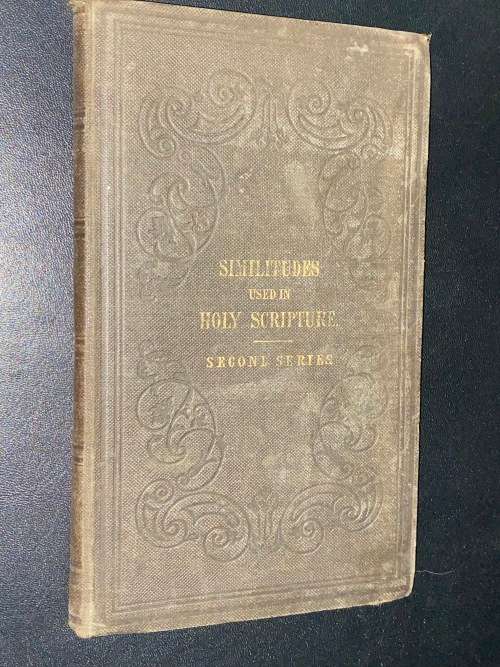 SIMILITUDES
USED IN
HOLY SCRIPTURE.
SECOND SERIES